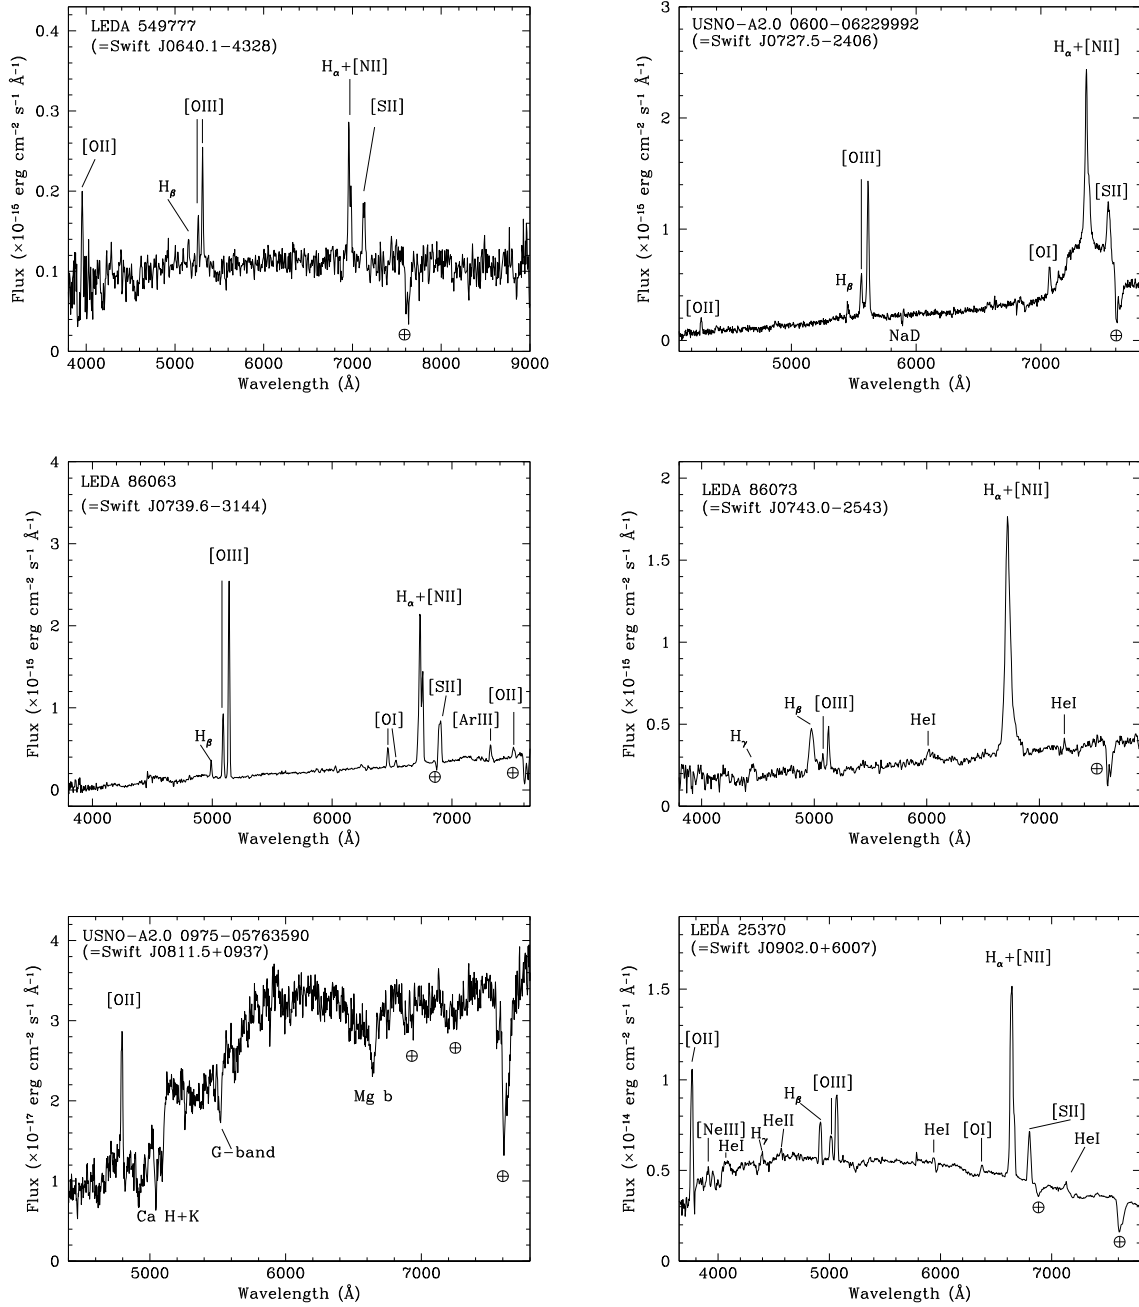 LEDA 549777
(=Swift J0640.1−4328)
Hα+[NII]
[OIII]
[SII]
[OII]
Hβ
⊕
0.4
0.3
0.2
0.1
0
4000 5000 6000 7000 8000 9000
Wavelength (Å)
Flux (×10⁻¹⁵ erg cm⁻² s⁻¹ Å⁻¹)
USNO−A2.0 0600−06229992
(=Swift J0727.5−2406)
Hα+[NII]
[OIII]
[SII]
[OI]
Hβ
[OII]
NaD
⊕
3
2
1
0
5000 6000 7000
Wavelength (Å)
Flux (×10⁻¹⁵ erg cm⁻² s⁻¹ Å⁻¹)
LEDA 86063
(=Swift J0739.6−3144)
[OIII]
Hα+[NII]
[SII]
[OII]
[OI]
[ArIII]
Hβ
⊕ ⊕
4
3
2
1
0
4000 5000 6000 7000
Wavelength (Å)
Flux (×10⁻¹⁵ erg cm⁻² s⁻¹ Å⁻¹)
LEDA 86073
(=Swift J0743.0−2543)
Hα+[NII]
Hβ
[OIII]
HeI
HeI
Hγ
⊕
2
1.5
1
0.5
0
4000 5000 6000 7000
Wavelength (Å)
Flux (×10⁻¹⁵ erg cm⁻² s⁻¹ Å⁻¹)
USNO−A2.0 0975−05763590
(=Swift J0811.5+0937)
[OII]
Mg b
G−band
Ca H+K
⊕ ⊕
⊕
4
3
2
1
0
5000 6000 7000
Wavelength (Å)
Flux (×10⁻¹⁷ erg cm⁻² s⁻¹ Å⁻¹)
LEDA 25370
(=Swift J0902.0+6007)
Hα+[NII]
[OII]
[OIII]
Hβ
[SII]
[NeIII]
HeI
Hγ
HeII
HeI
[OI]
HeI
⊕
⊕
1.5
1
0.5
0
4000 5000 6000 7000
Wavelength (Å)
Flux (×10⁻¹⁴ erg cm⁻² s⁻¹ Å⁻¹)